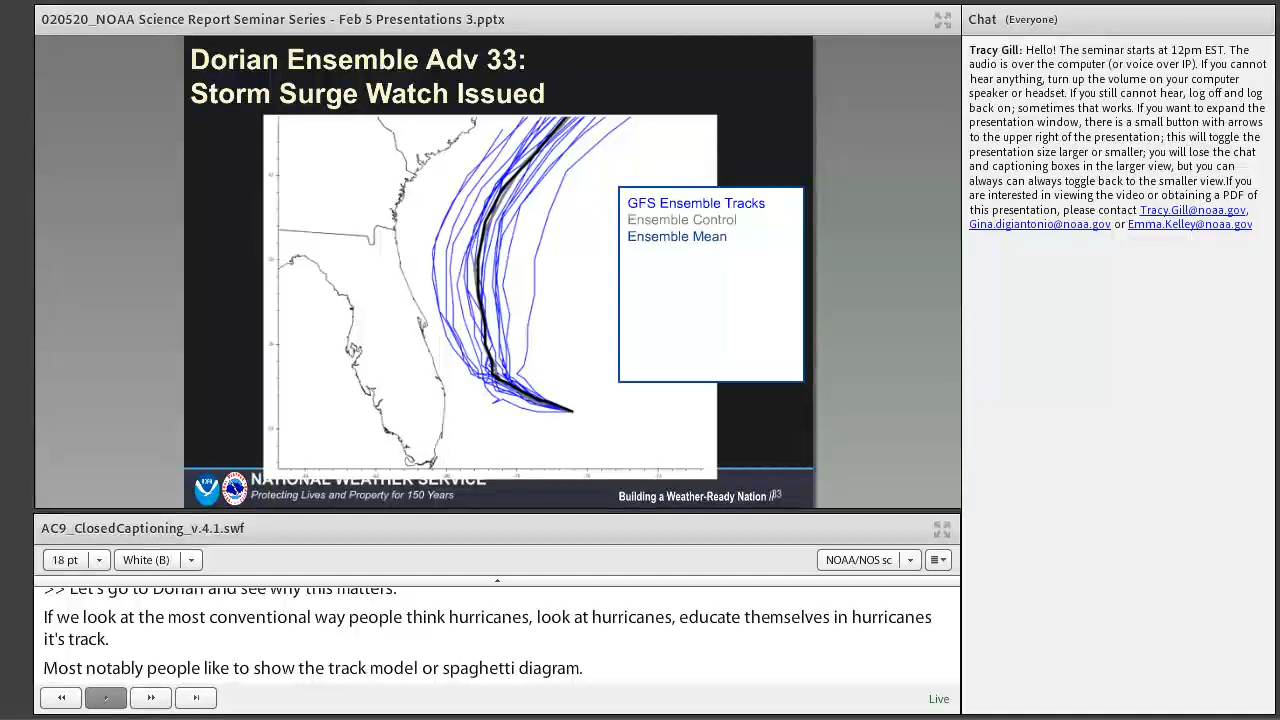 020520_NOAA Science Report Seminar Series - Feb 5 Presentations 3.pptx
Dorian Ensemble Adv 33:
Storm Surge Watch Issued
GFS Ensemble Tracks
Ensemble Control
Ensemble Mean
NATIONAL WEATHER SERVICE
Protecting Lives and Property for 150 Years
Building a Weather-Ready Nation // 83
AC9_ClosedCaptioning_v.4.1.swf
18 pt
White (B)
NOAA/NOS sc
>> Let's go to Dorian and see why this matters.
If we look at the most conventional way people think hurricanes, look at hurricanes, educate themselves in hurricanes
it's track.
Most notably people like to show the track model or spaghetti diagram.
Live
Chat (Everyone)
Tracy Gill: Hello! The seminar starts at 12pm EST. The
audio is over the computer (or voice over IP). If you cannot
hear anything, turn up the volume on your computer
speaker or headset. If you still cannot hear, log off and log
back on; sometimes that works. If you want to expand the
presentation window, there is a small button with arrows
to the upper right of the presentation; this will toggle the
presentation size larger or smaller; you will lose the chat
and captioning boxes in the larger view, but you can
always can always toggle back to the smaller view.If you
are interested in viewing the video or obtaining a PDF of
this presentation, please contact Tracy.Gill@noaa.gov,
Gina.digiantonio@noaa.gov or Emma.Kelley@noaa.gov